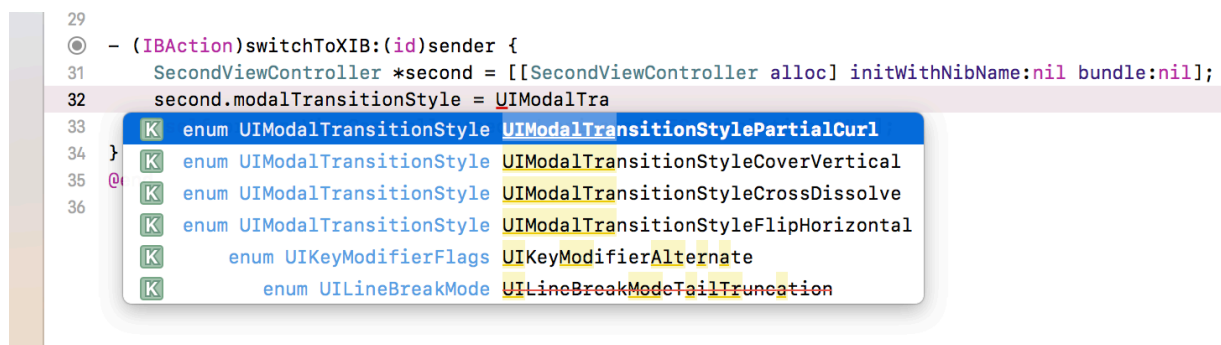 29
- (IBAction)switchToXIB:(id)sender {
31 SecondViewController *second = [[SecondViewController alloc] initWithNibName:nil bundle:nil];
32 second.modalTransitionStyle = UIModalTra
33 K enum UIModalTransitionStyle UIModalTransitionStylePartialCurl
34 } K enum UIModalTransitionStyle UIModalTransitionStyleCoverVertical
35 @e K enum UIModalTransitionStyle UIModalTransitionStyleCrossDissolve
36 K enum UIModalTransitionStyle UIModalTransitionStyleFlipHorizontal
K enum UIKeyModifierFlags UIKeyModifierAlternate
K enum UILineBreakMode UILineBreakModeTailTruncation